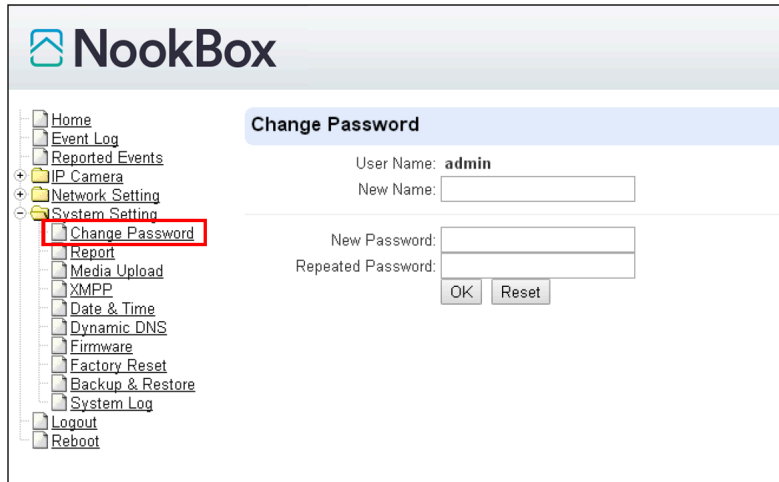 NookBox
Home
Event Log
Reported Events
IP Camera
Network Setting
System Setting
Change Password
Report
Media Upload
XMPP
Date & Time
Dynamic DNS
Firmware
Factory Reset
Backup & Restore
System Log
Logout
Reboot
Change Password
User Name: admin
New Name:
New Password:
Repeated Password:
OK Reset